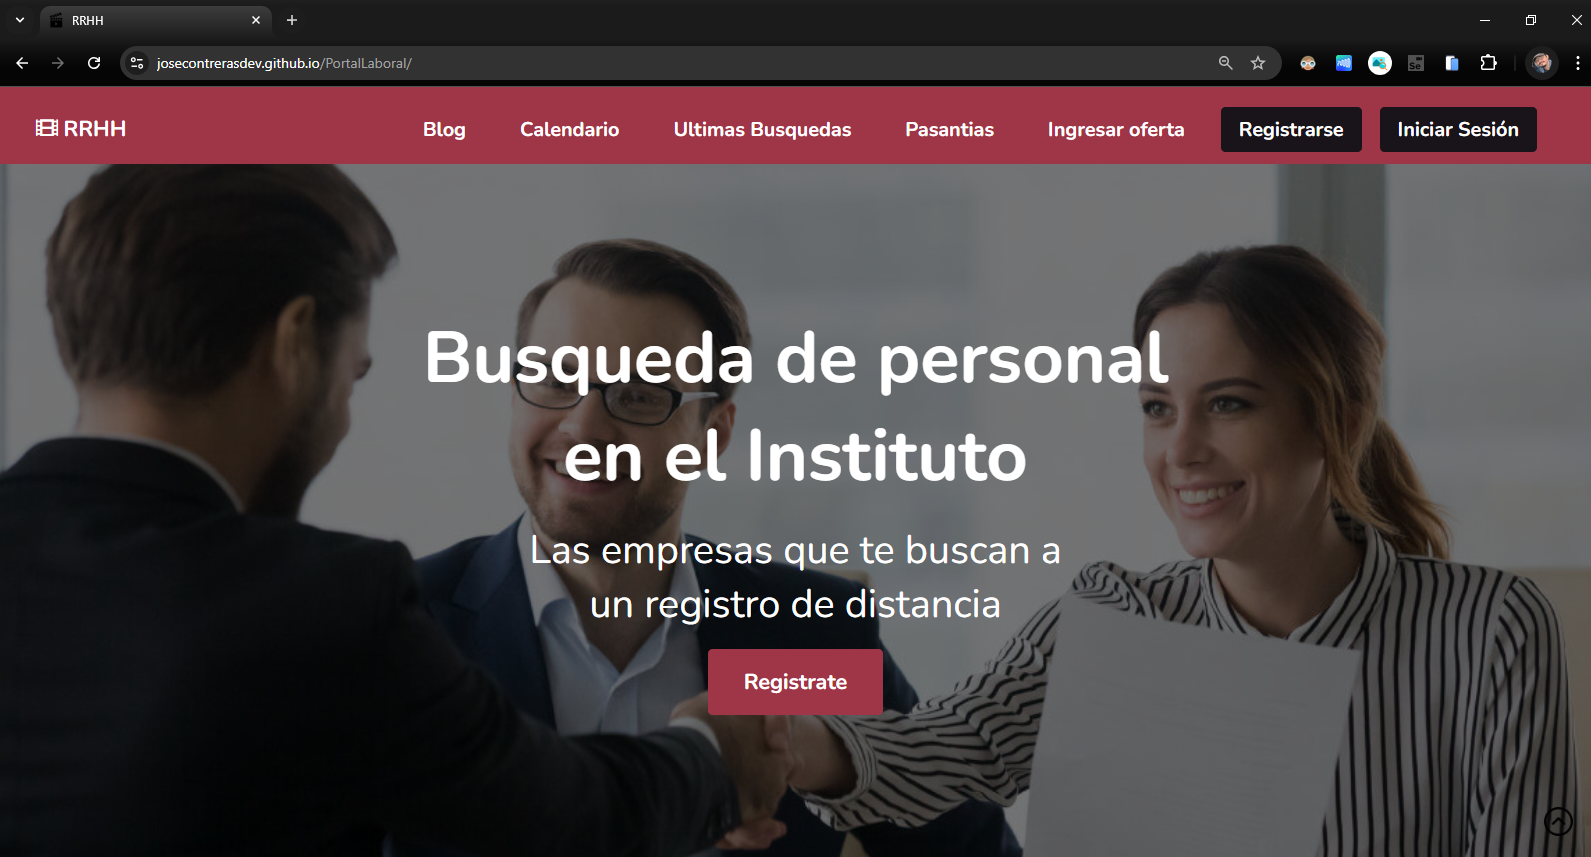 RRHH
josecontrerasdev.github.io/PortalLaboral/
RRHH Blog Calendario Ultimas Busquedas Pasantias Ingresar oferta Registrarse Iniciar Sesión
Busqueda de personal
en el Instituto
Las empresas que te buscan a
un registro de distancia
Registrate